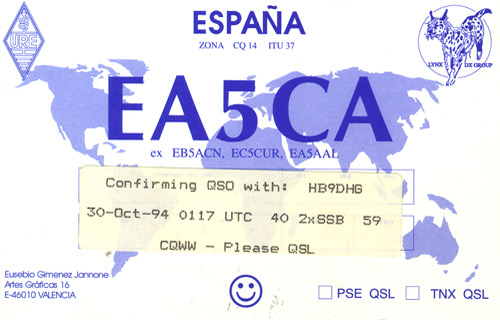 ESPAÑA
ZONA CQ 14 ITU 37
URE
LYNX DX GROUP
EA5CA
ex EB5ACN, EC5CUR, EA5AAL
Confirming QSO with: HB9DHG
30-Oct-94 0117 UTC 40 2xSSB 59
CQWW - Please QSL
Eusebio Gimenez Jannone
Artes Gráficas 16
E-46010 VALENCIA
PSE QSL
TNX QSL